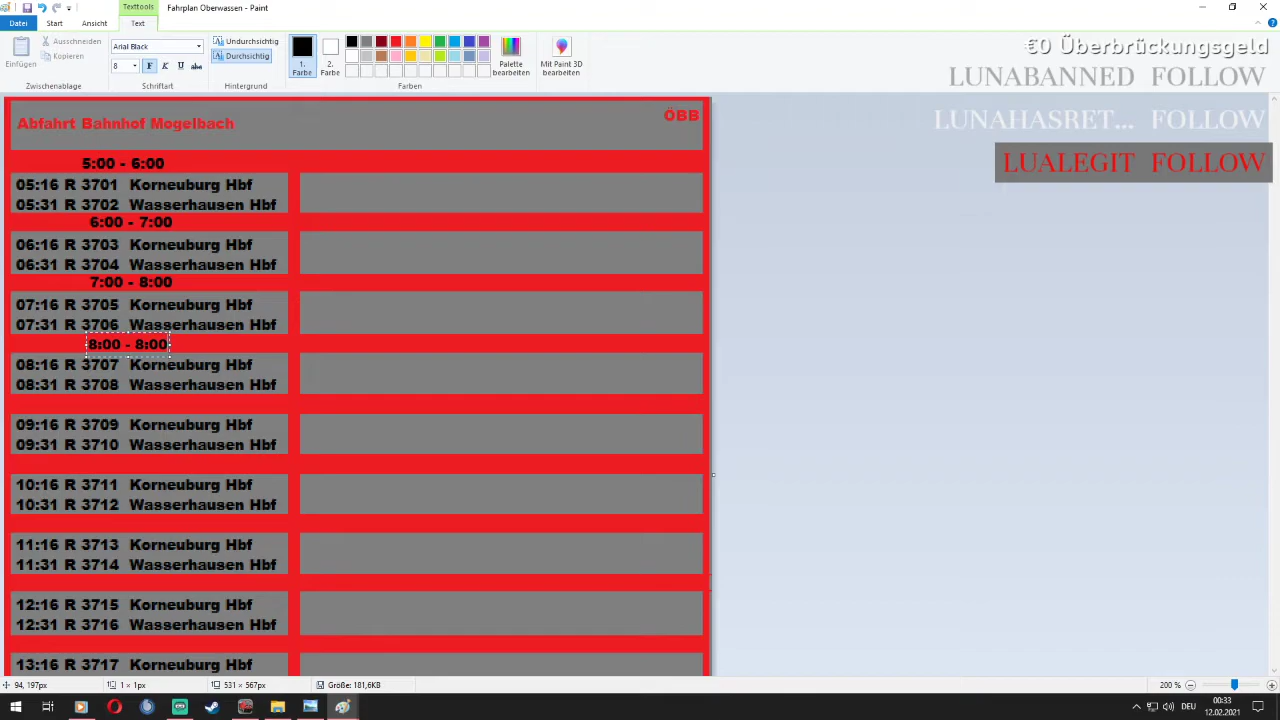 Texttools
Fahrplan Oberwassen - Paint
Datei Start Ansicht Text
Einfügen
Ausschneiden
Kopieren
Zwischenablage
Arial Black
8
F K U abc
Schriftart
Undurchsichtig
Durchsichtig
Hintergrund
1. Farbe
2. Farbe
Farben
Palette bearbeiten
Mit Paint 3D bearbeiten
€0 Überbrückungsgeld
LUNABANNED FOLLOW
LUNAHASRET... FOLLOW
LUALEGIT FOLLOW
Abfahrt Bahnhof Mogelbach
ÖBB
5:00 - 6:00
05:16 R 3701 Korneuburg Hbf
05:31 R 3702 Wasserhausen Hbf
6:00 - 7:00
06:16 R 3703 Korneuburg Hbf
06:31 R 3704 Wasserhausen Hbf
7:00 - 8:00
07:16 R 3705 Korneuburg Hbf
07:31 R 3706 Wasserhausen Hbf
8:00 - 8:00
08:16 R 3707 Korneuburg Hbf
08:31 R 3708 Wasserhausen Hbf
09:16 R 3709 Korneuburg Hbf
09:31 R 3710 Wasserhausen Hbf
10:16 R 3711 Korneuburg Hbf
10:31 R 3712 Wasserhausen Hbf
11:16 R 3713 Korneuburg Hbf
11:31 R 3714 Wasserhausen Hbf
12:16 R 3715 Korneuburg Hbf
12:31 R 3716 Wasserhausen Hbf
13:16 R 3717 Korneuburg Hbf
94, 197px
1 × 1px
531 × 567px
Größe: 181,6KB
200 %
DEU
00:33
12.02.2021